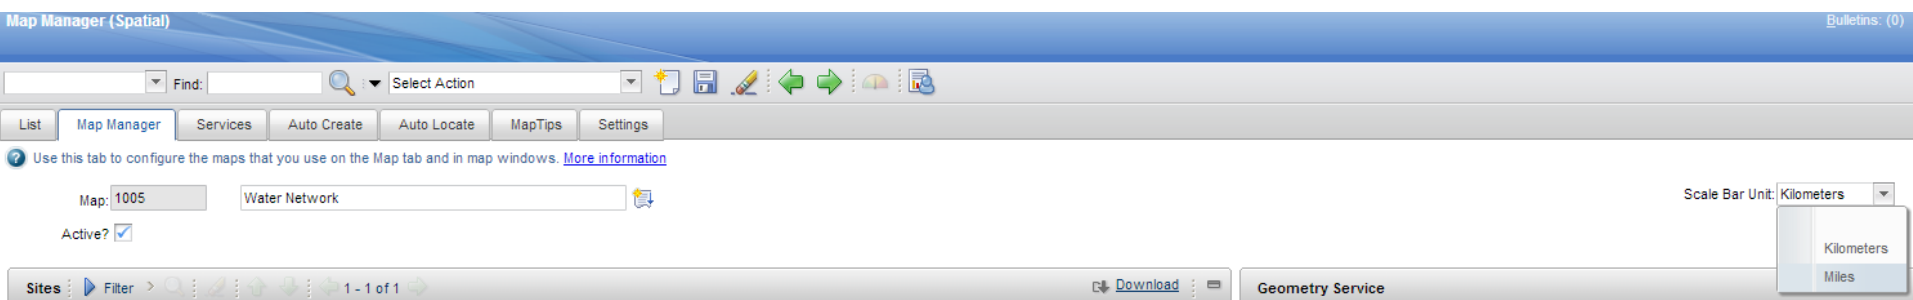 Map Manager (Spatial)
Bulletins: (0)
Find:
Select Action
List
Map Manager
Services
Auto Create
Auto Locate
MapTips
Settings
Use this tab to configure the maps that you use on the Map tab and in map windows. More information
Map: 1005
Water Network
Scale Bar Unit: Kilometers
Active?
Kilometers
Miles
Sites
Filter
1 - 1 of 1
Download
Geometry Service